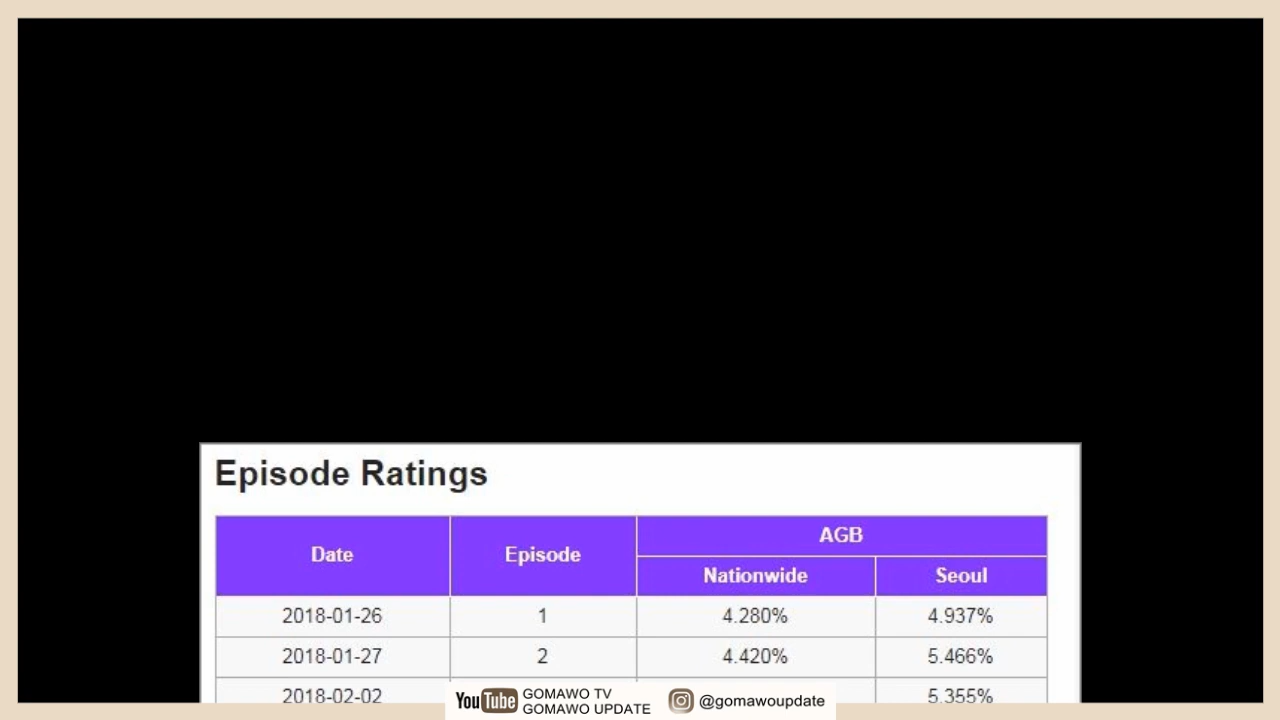 Episode Ratings
Date Episode AGB
Nationwide Seoul
2018-01-26 1 4.280% 4.937%
2018-01-27 2 4.420% 5.466%
2018-02-02 5.355%
YouTube GOMAWO TV
GOMAWO UPDATE
@gomawoupdate